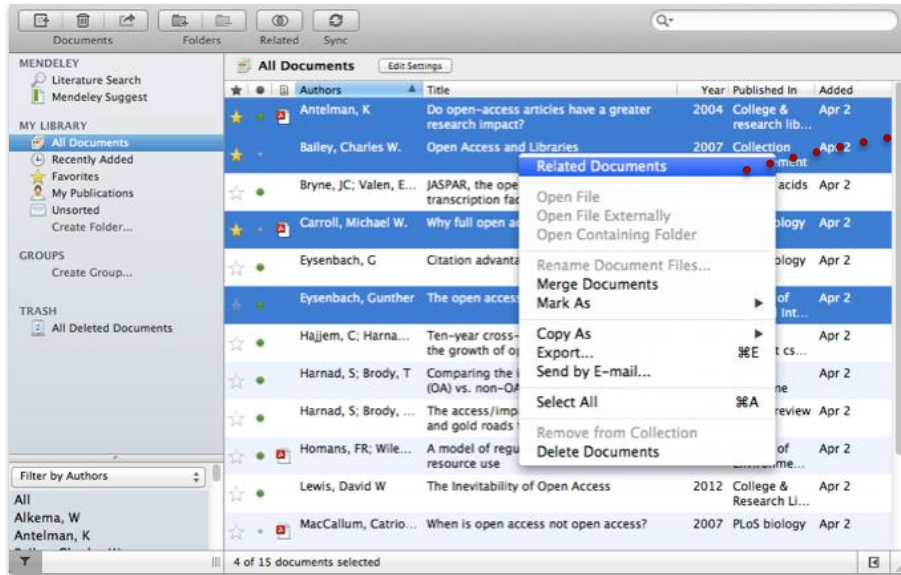 Documents Folders Related Sync
MENDELEY
Literature Search
Mendeley Suggest
MY LIBRARY
All Documents
Recently Added
Favorites
My Publications
Unsorted
Create Folder...
GROUPS
Create Group...
TRASH
All Deleted Documents
Filter by Authors
All
Alkema, W
Antelman, K
All Documents Edit Settings
Authors Title Year Published In Added
Antelman, K Do open-access articles have a greater 2004 College & Apr 2
research impact? research lib...
Bailey, Charles W. Open Access and Libraries 2007 Collection Apr 2
Bryne, JC; Valen, E... JASPAR, the ope acids Apr 2
transcription fac
Carroll, Michael W. Why full open ac ology Apr 2
Eysenbach, G Citation advanta ology Apr 2
Eysenbach, Gunther The open access of Apr 2
Int...
Hajjem, C; Harna... Ten-year cross- Apr 2
the growth of op t cs...
Harnad, S; Brody, T Comparing the i Apr 2
(OA) vs. non-OA ne
Harnad, S; Brody, ... The access/imp review Apr 2
and gold roads
Homans, FR; Wile... A model of regu of Apr 2
resource use
Lewis, David W The Inevitability of Open Access 2012 College & Apr 2
Research Li...
MacCallum, Catrio... When is open access not open access? 2007 PLoS biology Apr 2
Related Documents
Open File
Open File Externally
Open Containing Folder
Rename Document Files...
Merge Documents
Mark As
Copy As
Export... ⌘E
Send by E-mail...
Select All ⌘A
Remove from Collection
Delete Documents
4 of 15 documents selected